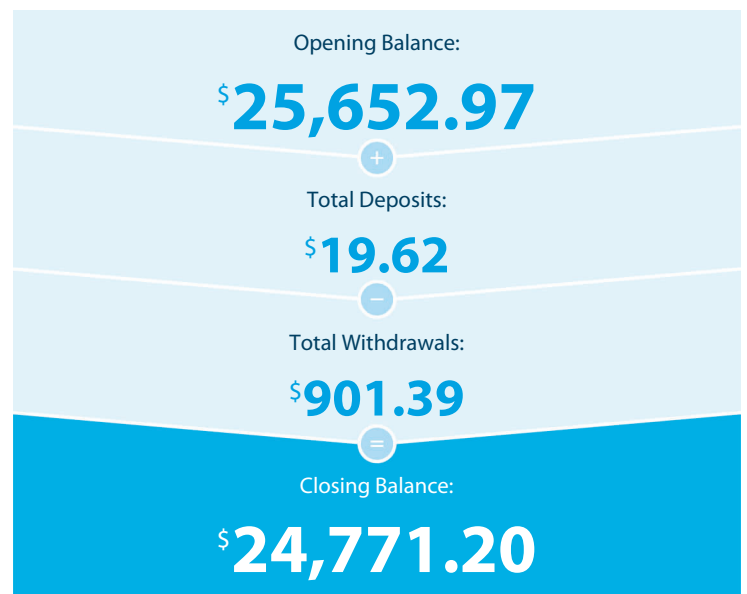 Opening Balance:
$25,652.97
+
Total Deposits:
$19.62
−
Total Withdrawals:
$901.39
=
Closing Balance:
$24,771.20